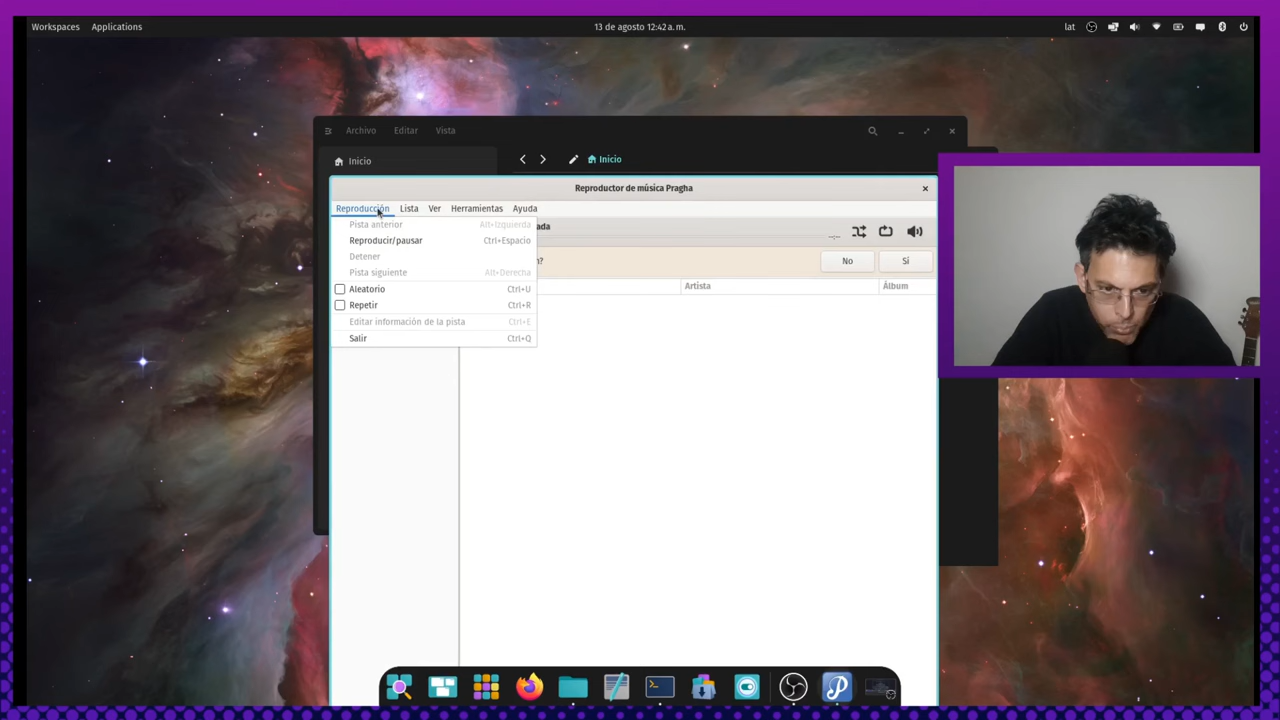 Workspaces Applications 13 de agosto 12:42 a. m. lat
Archivo Editar Vista
Inicio Inicio
Reproductor de música Pragha
Reproducción Lista Ver Herramientas Ayuda
Pista anterior Alt+Izquierda
Reproducir/pausar Ctrl+Espacio
Detener
Pista siguiente Alt+Derecha
Aleatorio Ctrl+U
Repetir Ctrl+R
Editar información de la pista Ctrl+E
Salir Ctrl+Q
ada
n? No Sí
Artista Álbum